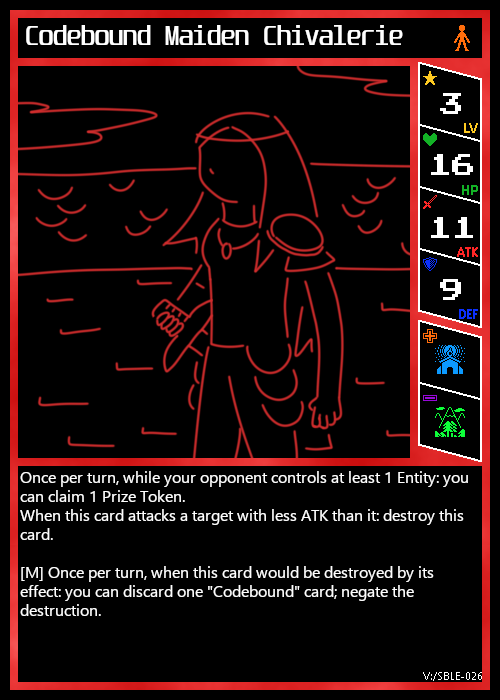 Codebound Maiden Chivalerie
3
LV
16
HP
11
ATK
9
DEF
Once per turn, while your opponent controls at least 1 Entity: you
can claim 1 Prize Token.
When this card attacks a target with less ATK than it: destroy this
card.
[M] Once per turn, when this card would be destroyed by its
effect: you can discard one "Codebound" card; negate the
destruction.
V:/SBLE-026